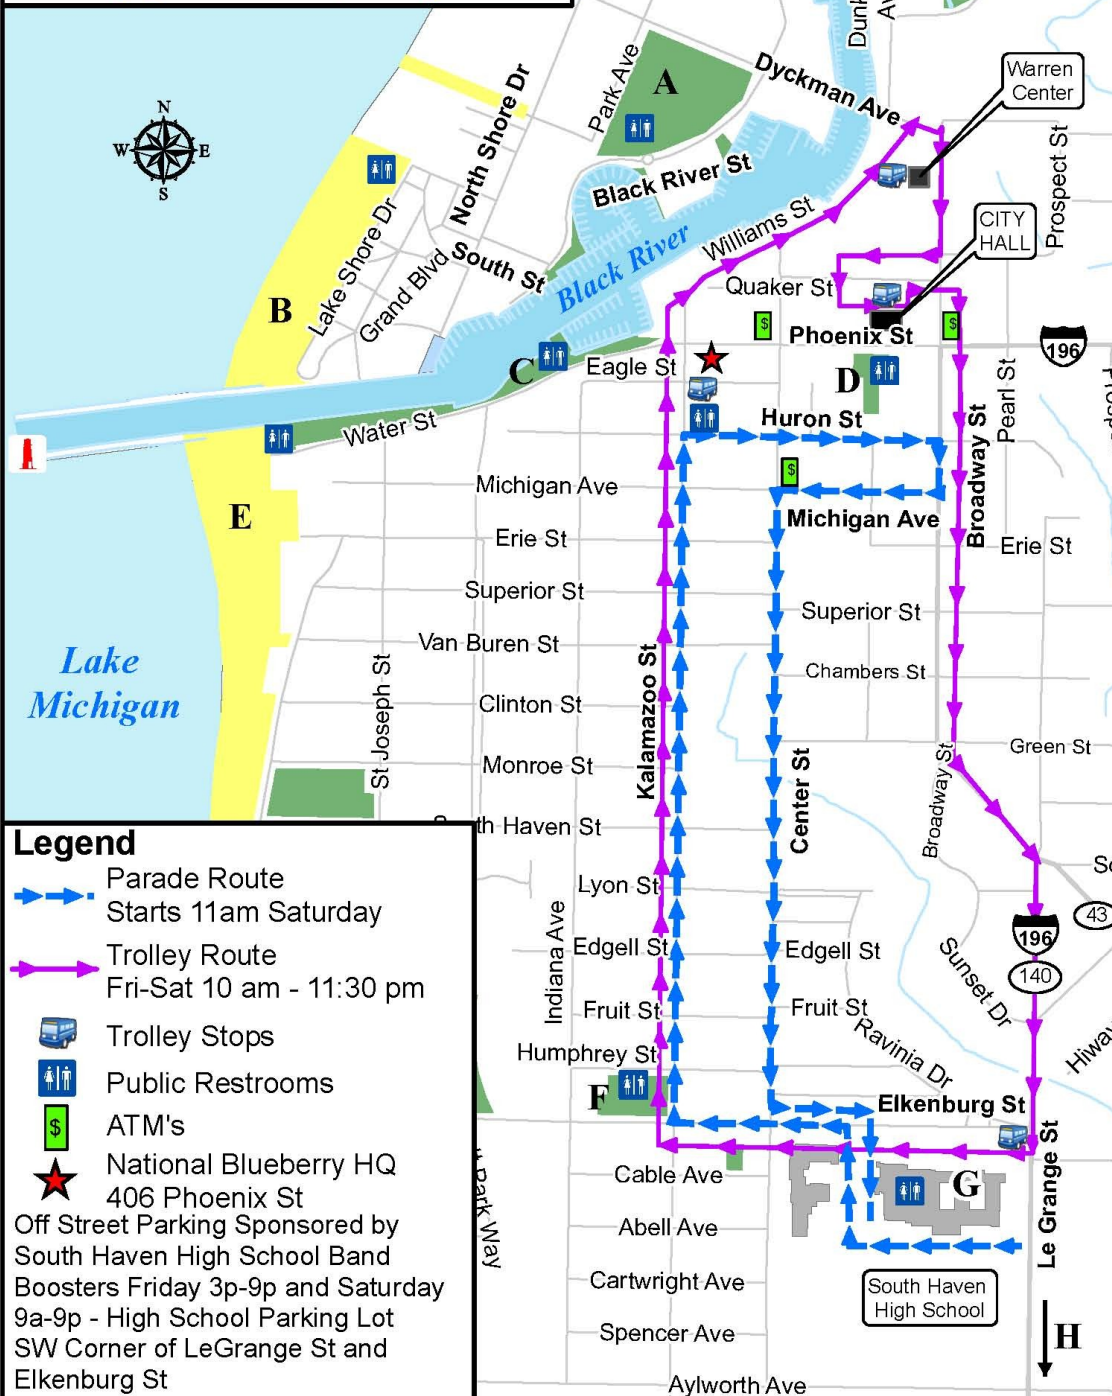 Dyckman Ave
Park Ave
A
Warren
Center
North Shore Dr
Black River St
Prospect St
N
W
E
S
CITY
HALL
Williams St
Lake Shore Dr
Grand Blvd
South St
Black River
Quaker St
B
$
$
Phoenix St
196
C
Eagle St
D
Pearl St
Water St
Huron St
Broadway St
$
Michigan Ave
Michigan Ave
E
Erie St
Erie St
Superior St
Superior St
Van Buren St
Chambers St
Lake
Michigan
St Joseph St
Clinton St
Kalamazoo St
Monroe St
Center St
Broadway St
Green St
th Haven St
Lyon St
Indiana Ave
Edgell St
Edgell St
43
196
140
Sunset Dr
Fruit St
Fruit St
Ravinia Dr
Hiwa
Humphrey St
F
Elkenburg St
Cable Ave
G
Le Grange St
Park Way
Abell Ave
Cartwright Ave
South Haven
High School
Spencer Ave
H
Aylworth Ave
Legend
Parade Route
Starts 11am Saturday
Trolley Route
Fri-Sat 10 am - 11:30 pm
Trolley Stops
Public Restrooms
$
ATM's
National Blueberry HQ
406 Phoenix St
Off Street Parking Sponsored by
South Haven High School Band
Boosters Friday 3p-9p and Saturday
9a-9p - High School Parking Lot
SW Corner of LeGrange St and
Elkenburg St